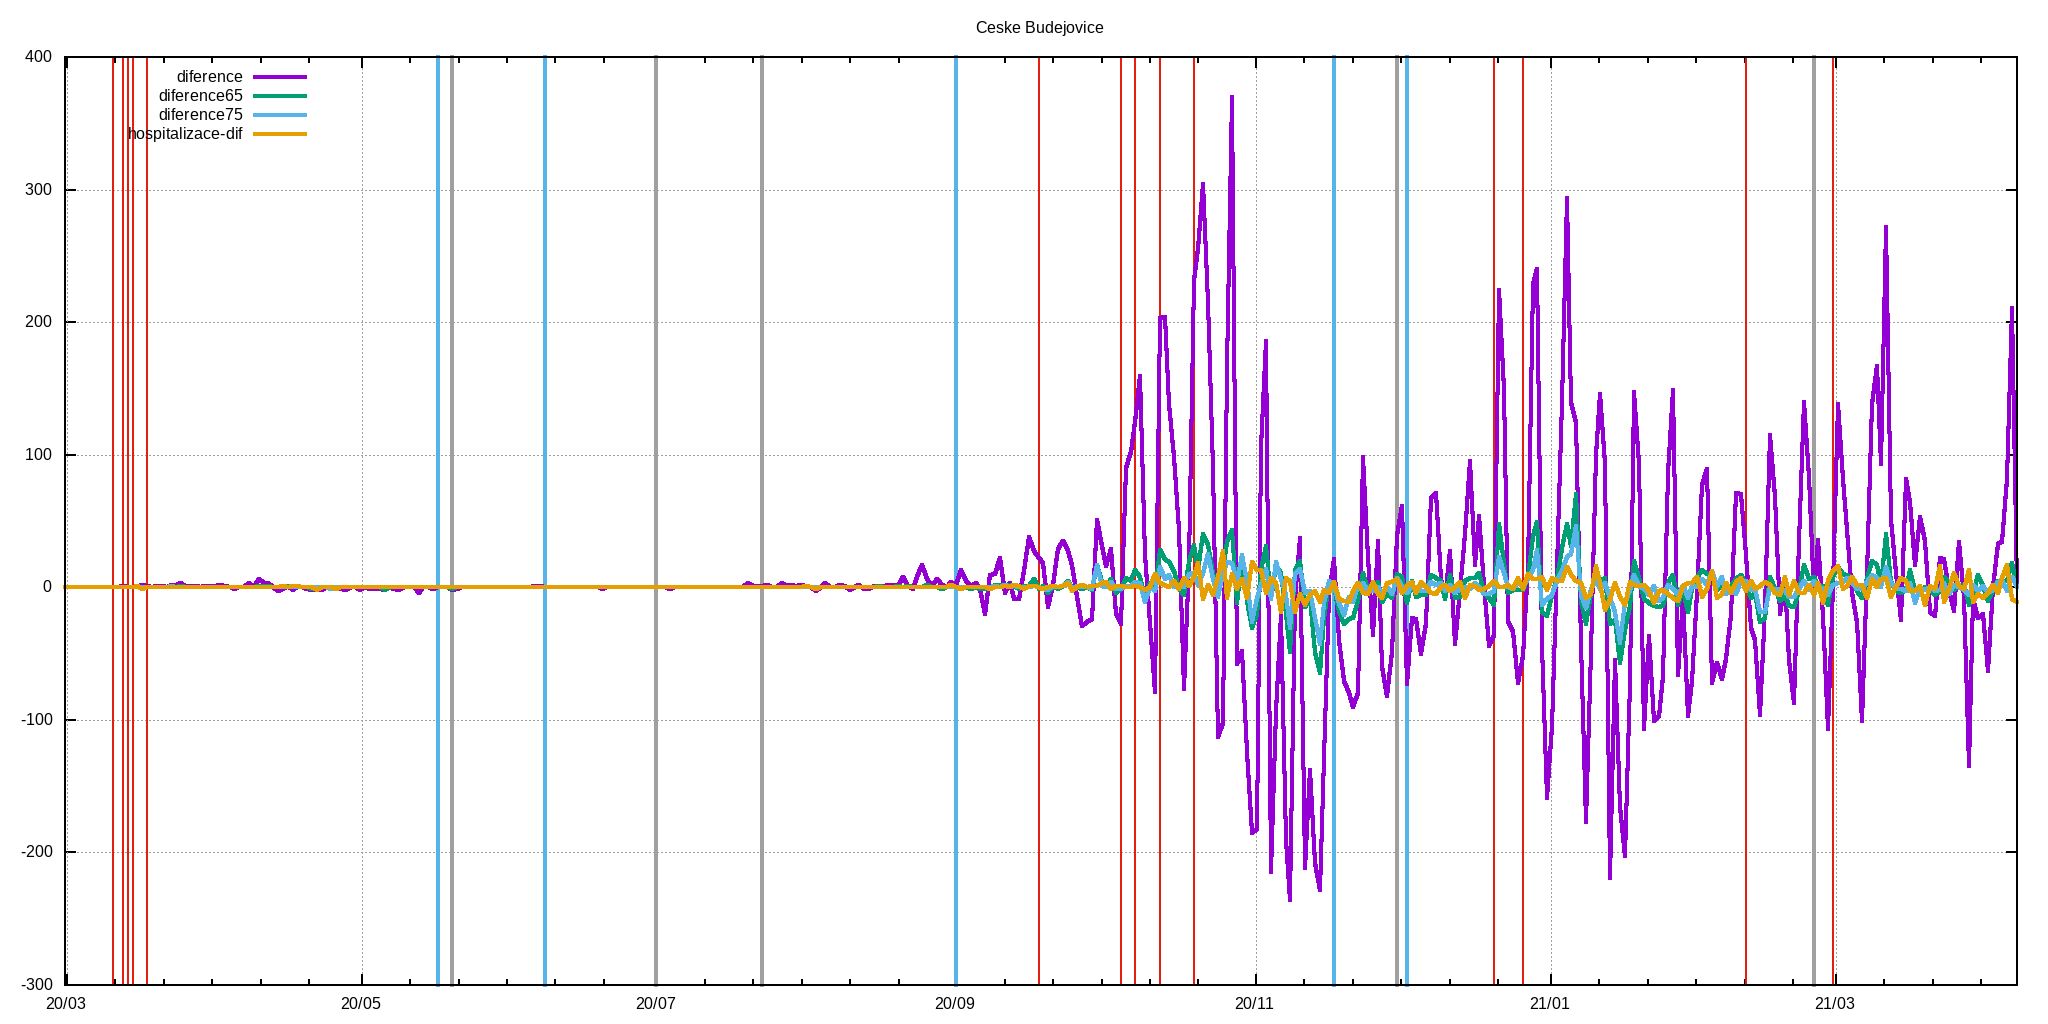 Ceske Budejovice
400
300
200
100
0
-100
-200
-300
diference
diference65
diference75
hospitalizace-dif
20/03 20/05 20/07 20/09 20/11 21/01 21/03